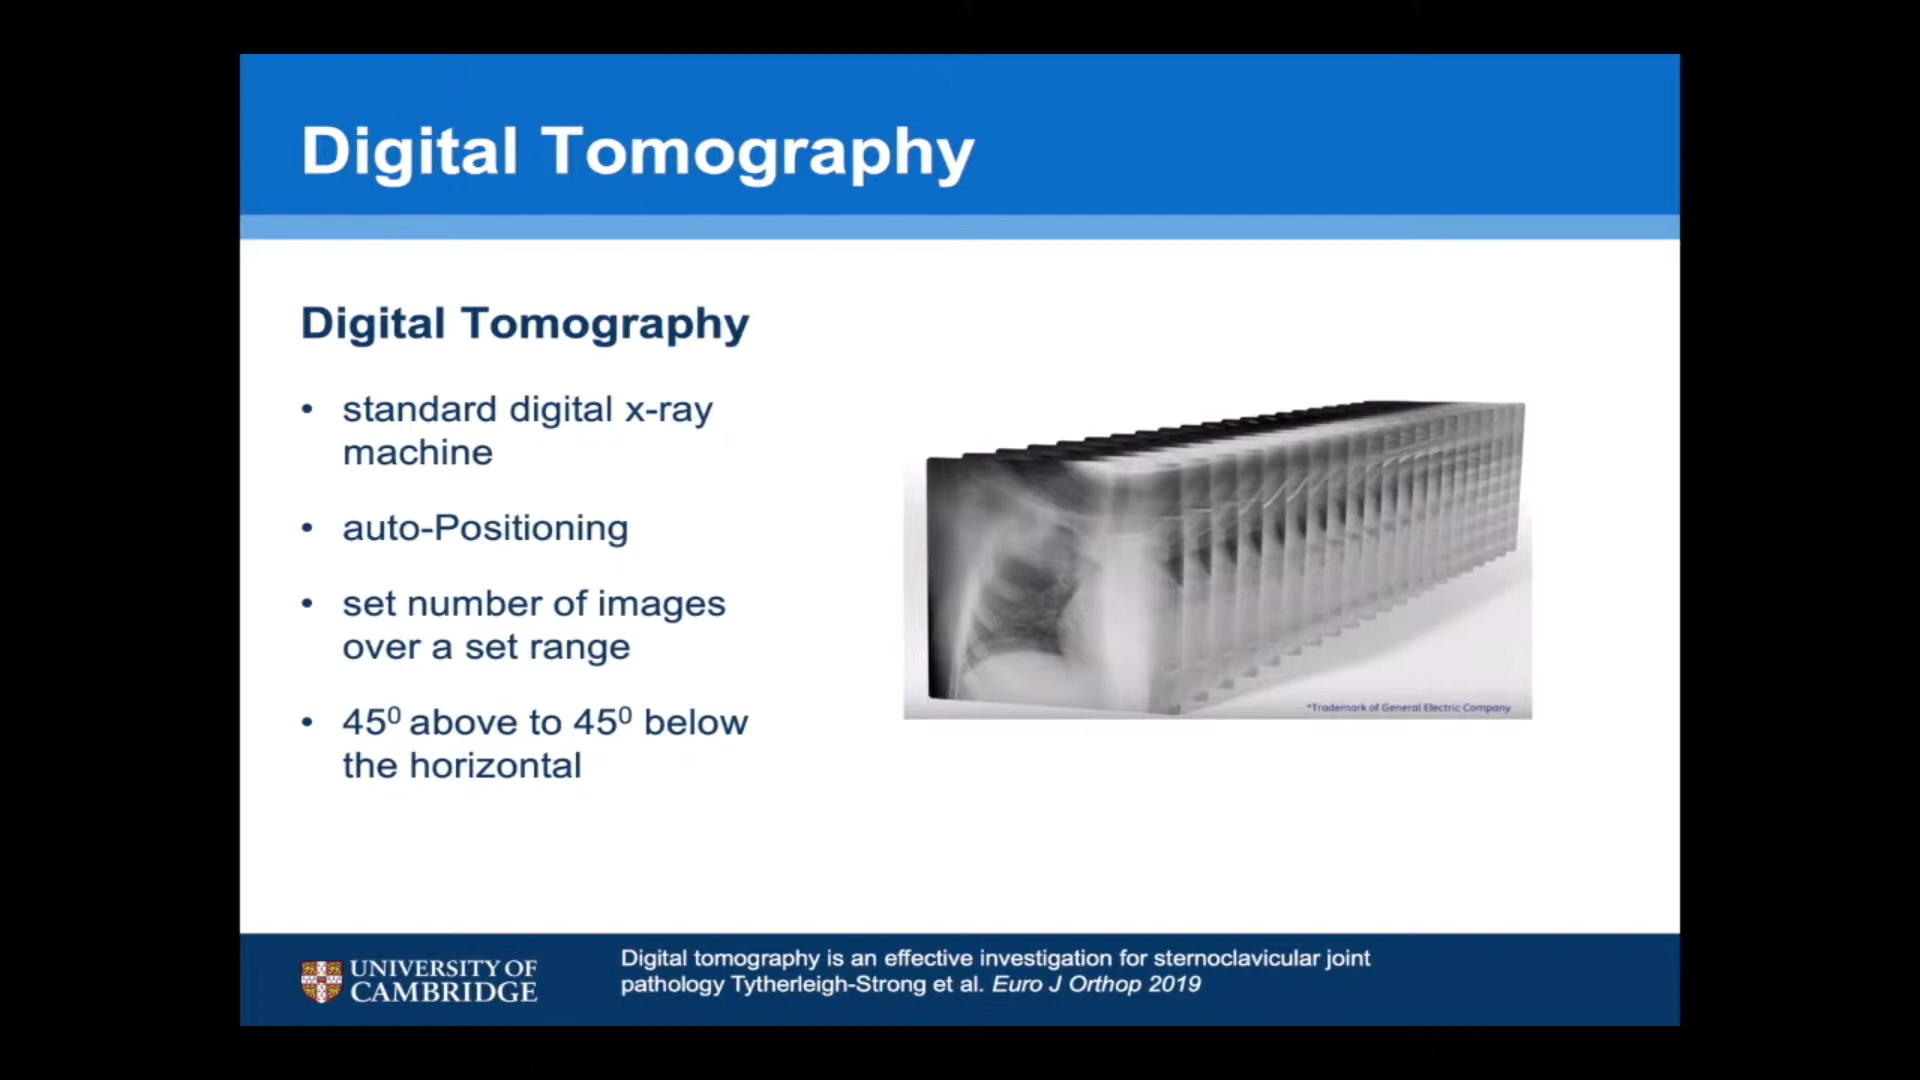 Digital Tomography
Digital Tomography
• standard digital x-ray
machine
• auto-Positioning
• set number of images
over a set range
• 45⁰ above to 45⁰ below
the horizontal
*Trademark of General Electric Company
UNIVERSITY OF
CAMBRIDGE
Digital tomography is an effective investigation for sternoclavicular joint
pathology Tytherleigh-Strong et al. Euro J Orthop 2019